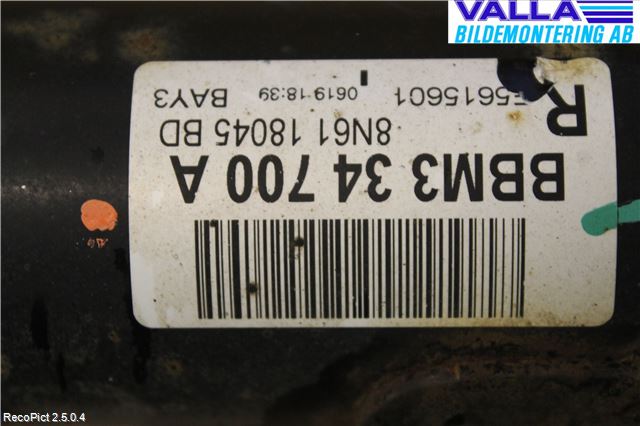 VALLA
BILDEMONTERING AB
BBM3 34 700 A
8N61 18045 BD
R
5615601 0619 18:39 BAY3
RecoPict 2.5.0.4